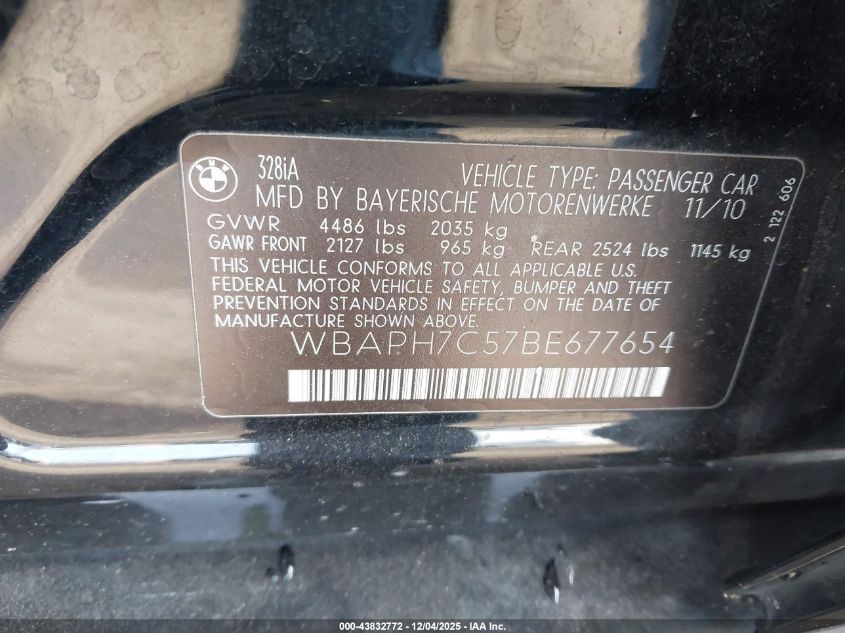 BMW
328iA
VEHICLE TYPE: PASSENGER CAR
MFD BY BAYERISCHE MOTORENWERKE 11/10
GVWR 4486 lbs 2035 kg
GAWR FRONT 2127 lbs 965 kg REAR 2524 lbs 1145 kg
THIS VEHICLE CONFORMS TO ALL APPLICABLE U.S.
FEDERAL MOTOR VEHICLE SAFETY, BUMPER AND THEFT
PREVENTION STANDARDS IN EFFECT ON THE DATE OF
MANUFACTURE SHOWN ABOVE.
WBAPH7C57BE677654
2 122 606
000-43832772 - 12/04/2025 - IAA Inc.